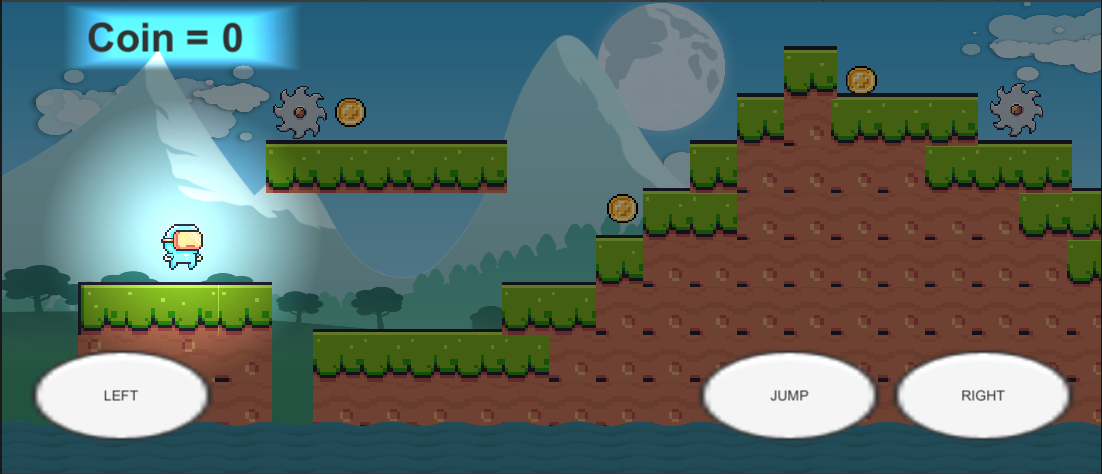 Coin = 0
LEFT
JUMP
RIGHT